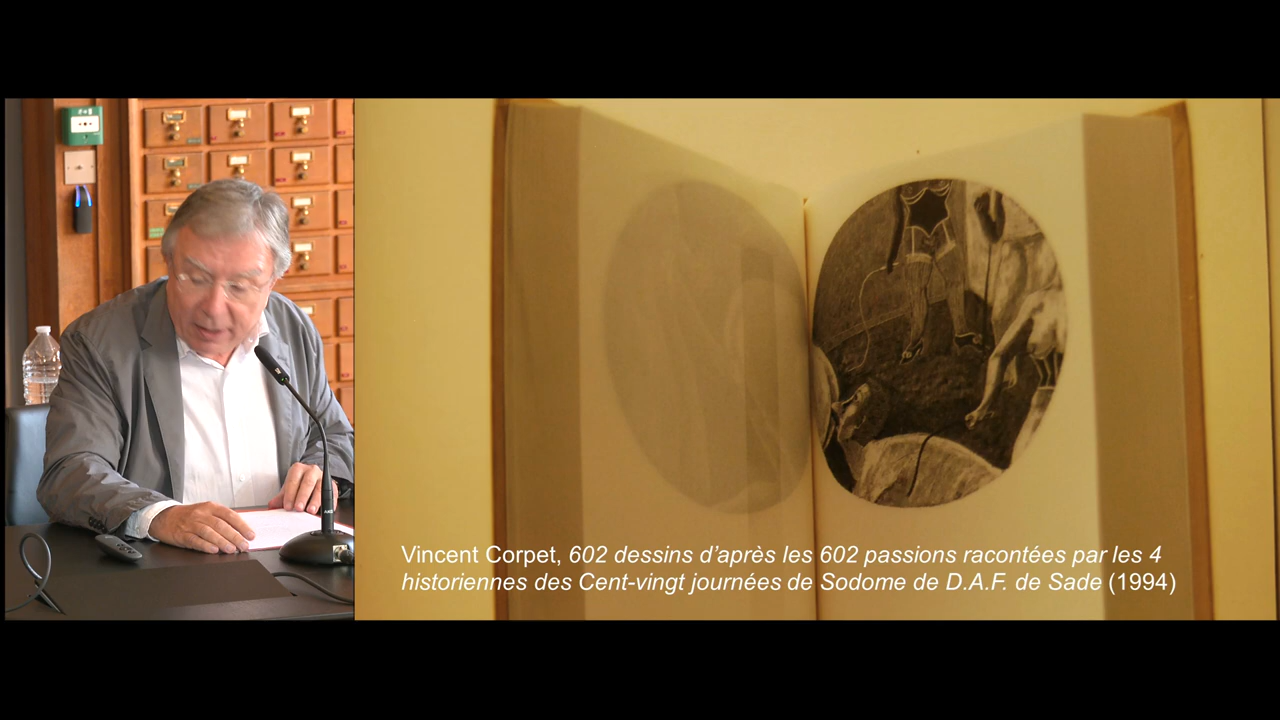 Vincent Corpet, 602 dessins d’après les 602 passions racontées par les 4
historiennes des Cent-vingt journées de Sodome de D.A.F. de Sade (1994)